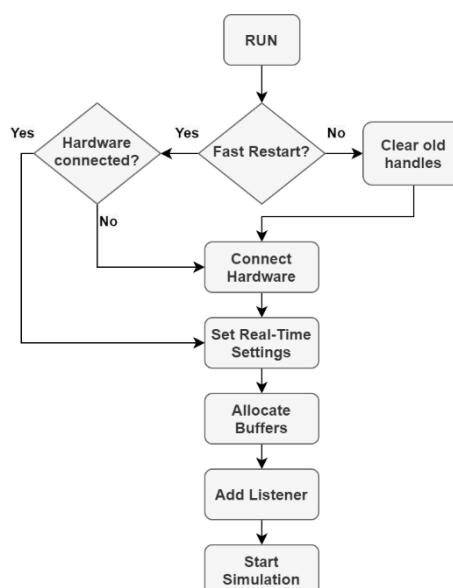 RUN
Yes
Hardware
connected?
Yes
Fast Restart?
No
Clear old
handles
No
Connect
Hardware
Set Real-Time
Settings
Allocate
Buffers
Add Listener
Start
Simulation